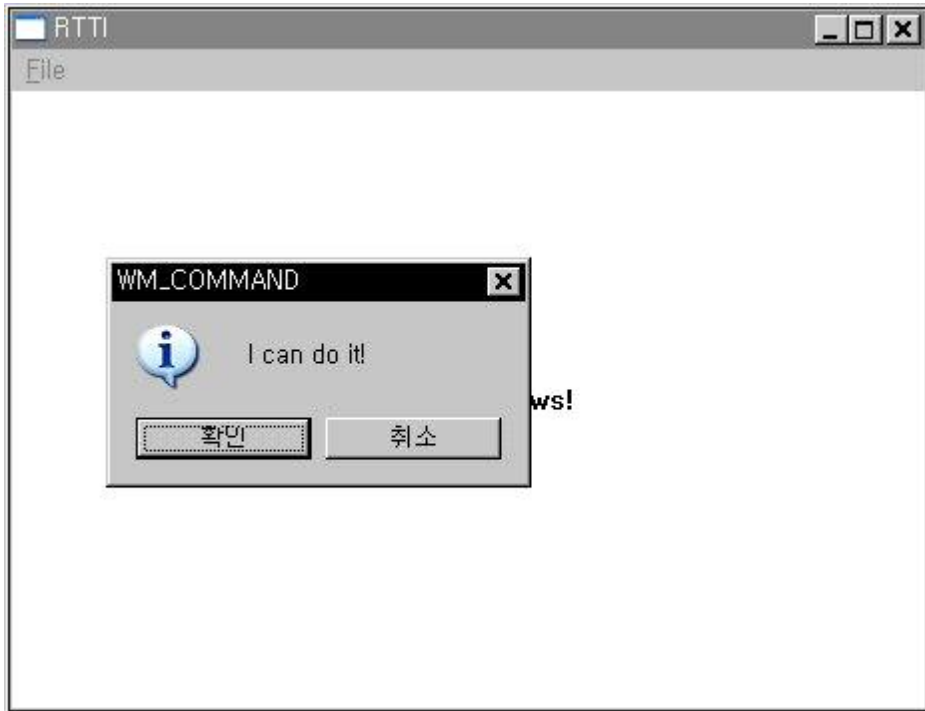 RTTI
File
WM_COMMAND
I can do it!
ws!
확인 취소